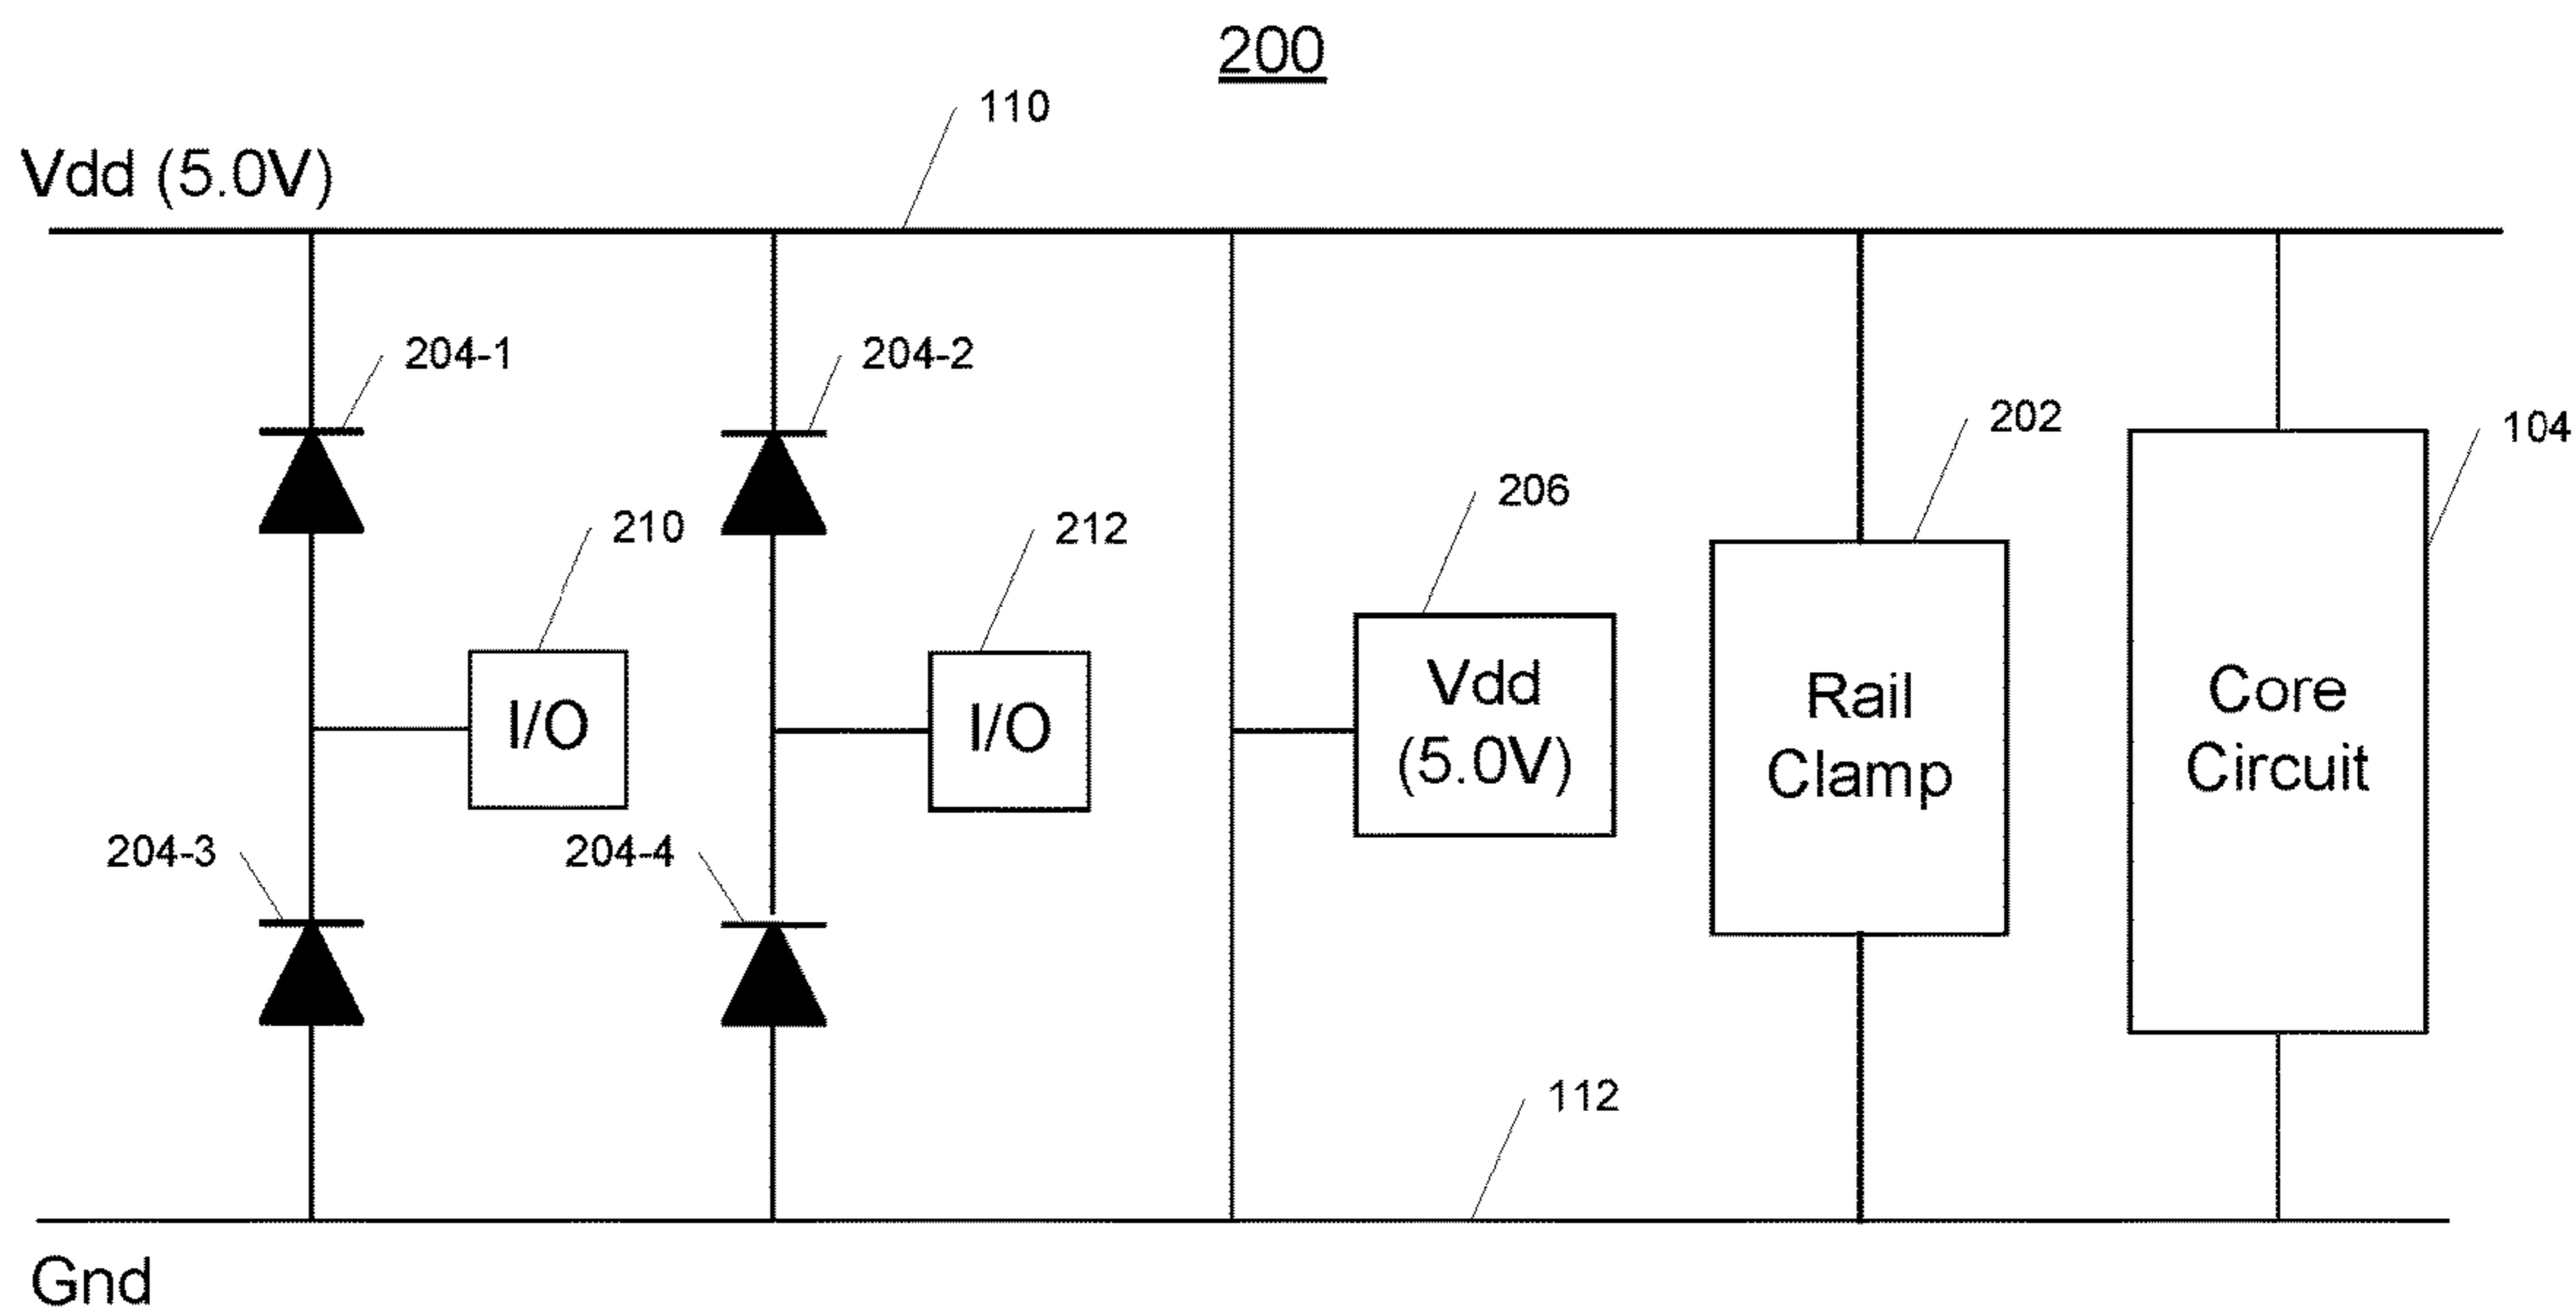 200
110
Vdd (5.0V)
204-1
204-2
202
104
206
210
212
Vdd
(5.0V)
Rail
Clamp
Core
Circuit
I/O
I/O
204-3
204-4
112
Gnd